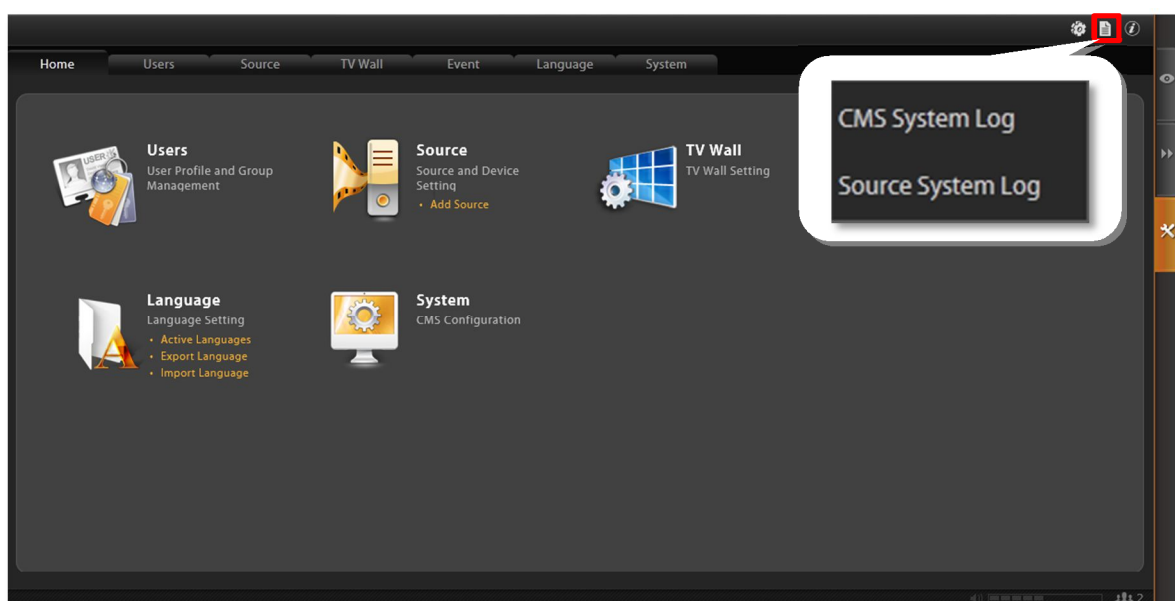 Home Users Source TV Wall Event Language System
CMS System Log
Source System Log
USER
Users
User Profile and Group
Management
Source
Source and Device
Setting
• Add Source
TV Wall
TV Wall Setting
A
Language
Language Setting
• Active Languages
• Export Language
• Import Language
System
CMS Configuration
2